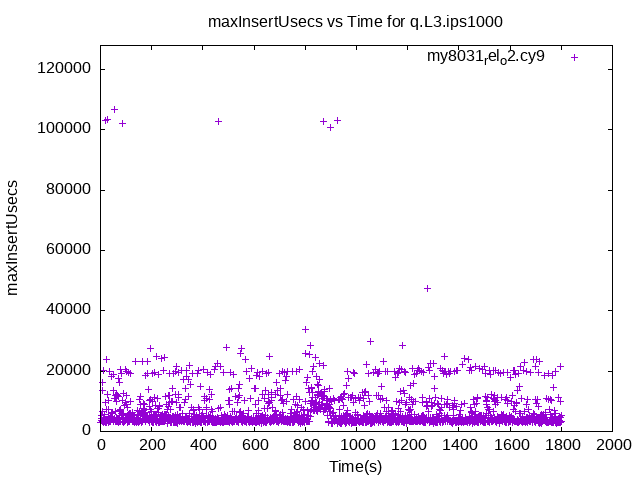 maxInsertUsecs vs Time for q.L3.ips1000
my8031relo2.cy9
120000
100000
80000
60000
40000
20000
0
maxInsertUsecs
0 200 400 600 800 1000 1200 1400 1600 1800 2000
Time(s)